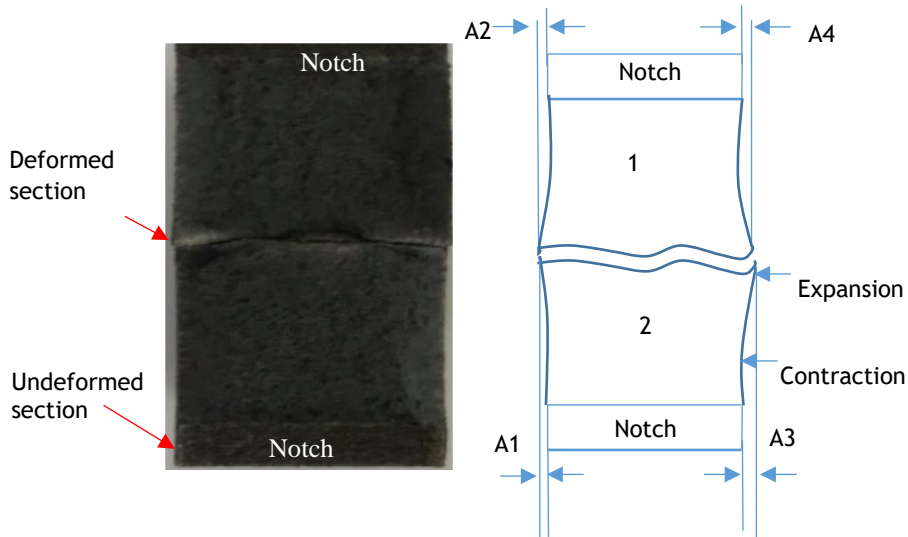 A2
A4
Notch
Notch
Deformed
section
1
Expansion
2
Undeformed
section
Contraction
Notch
Notch
A1
A3